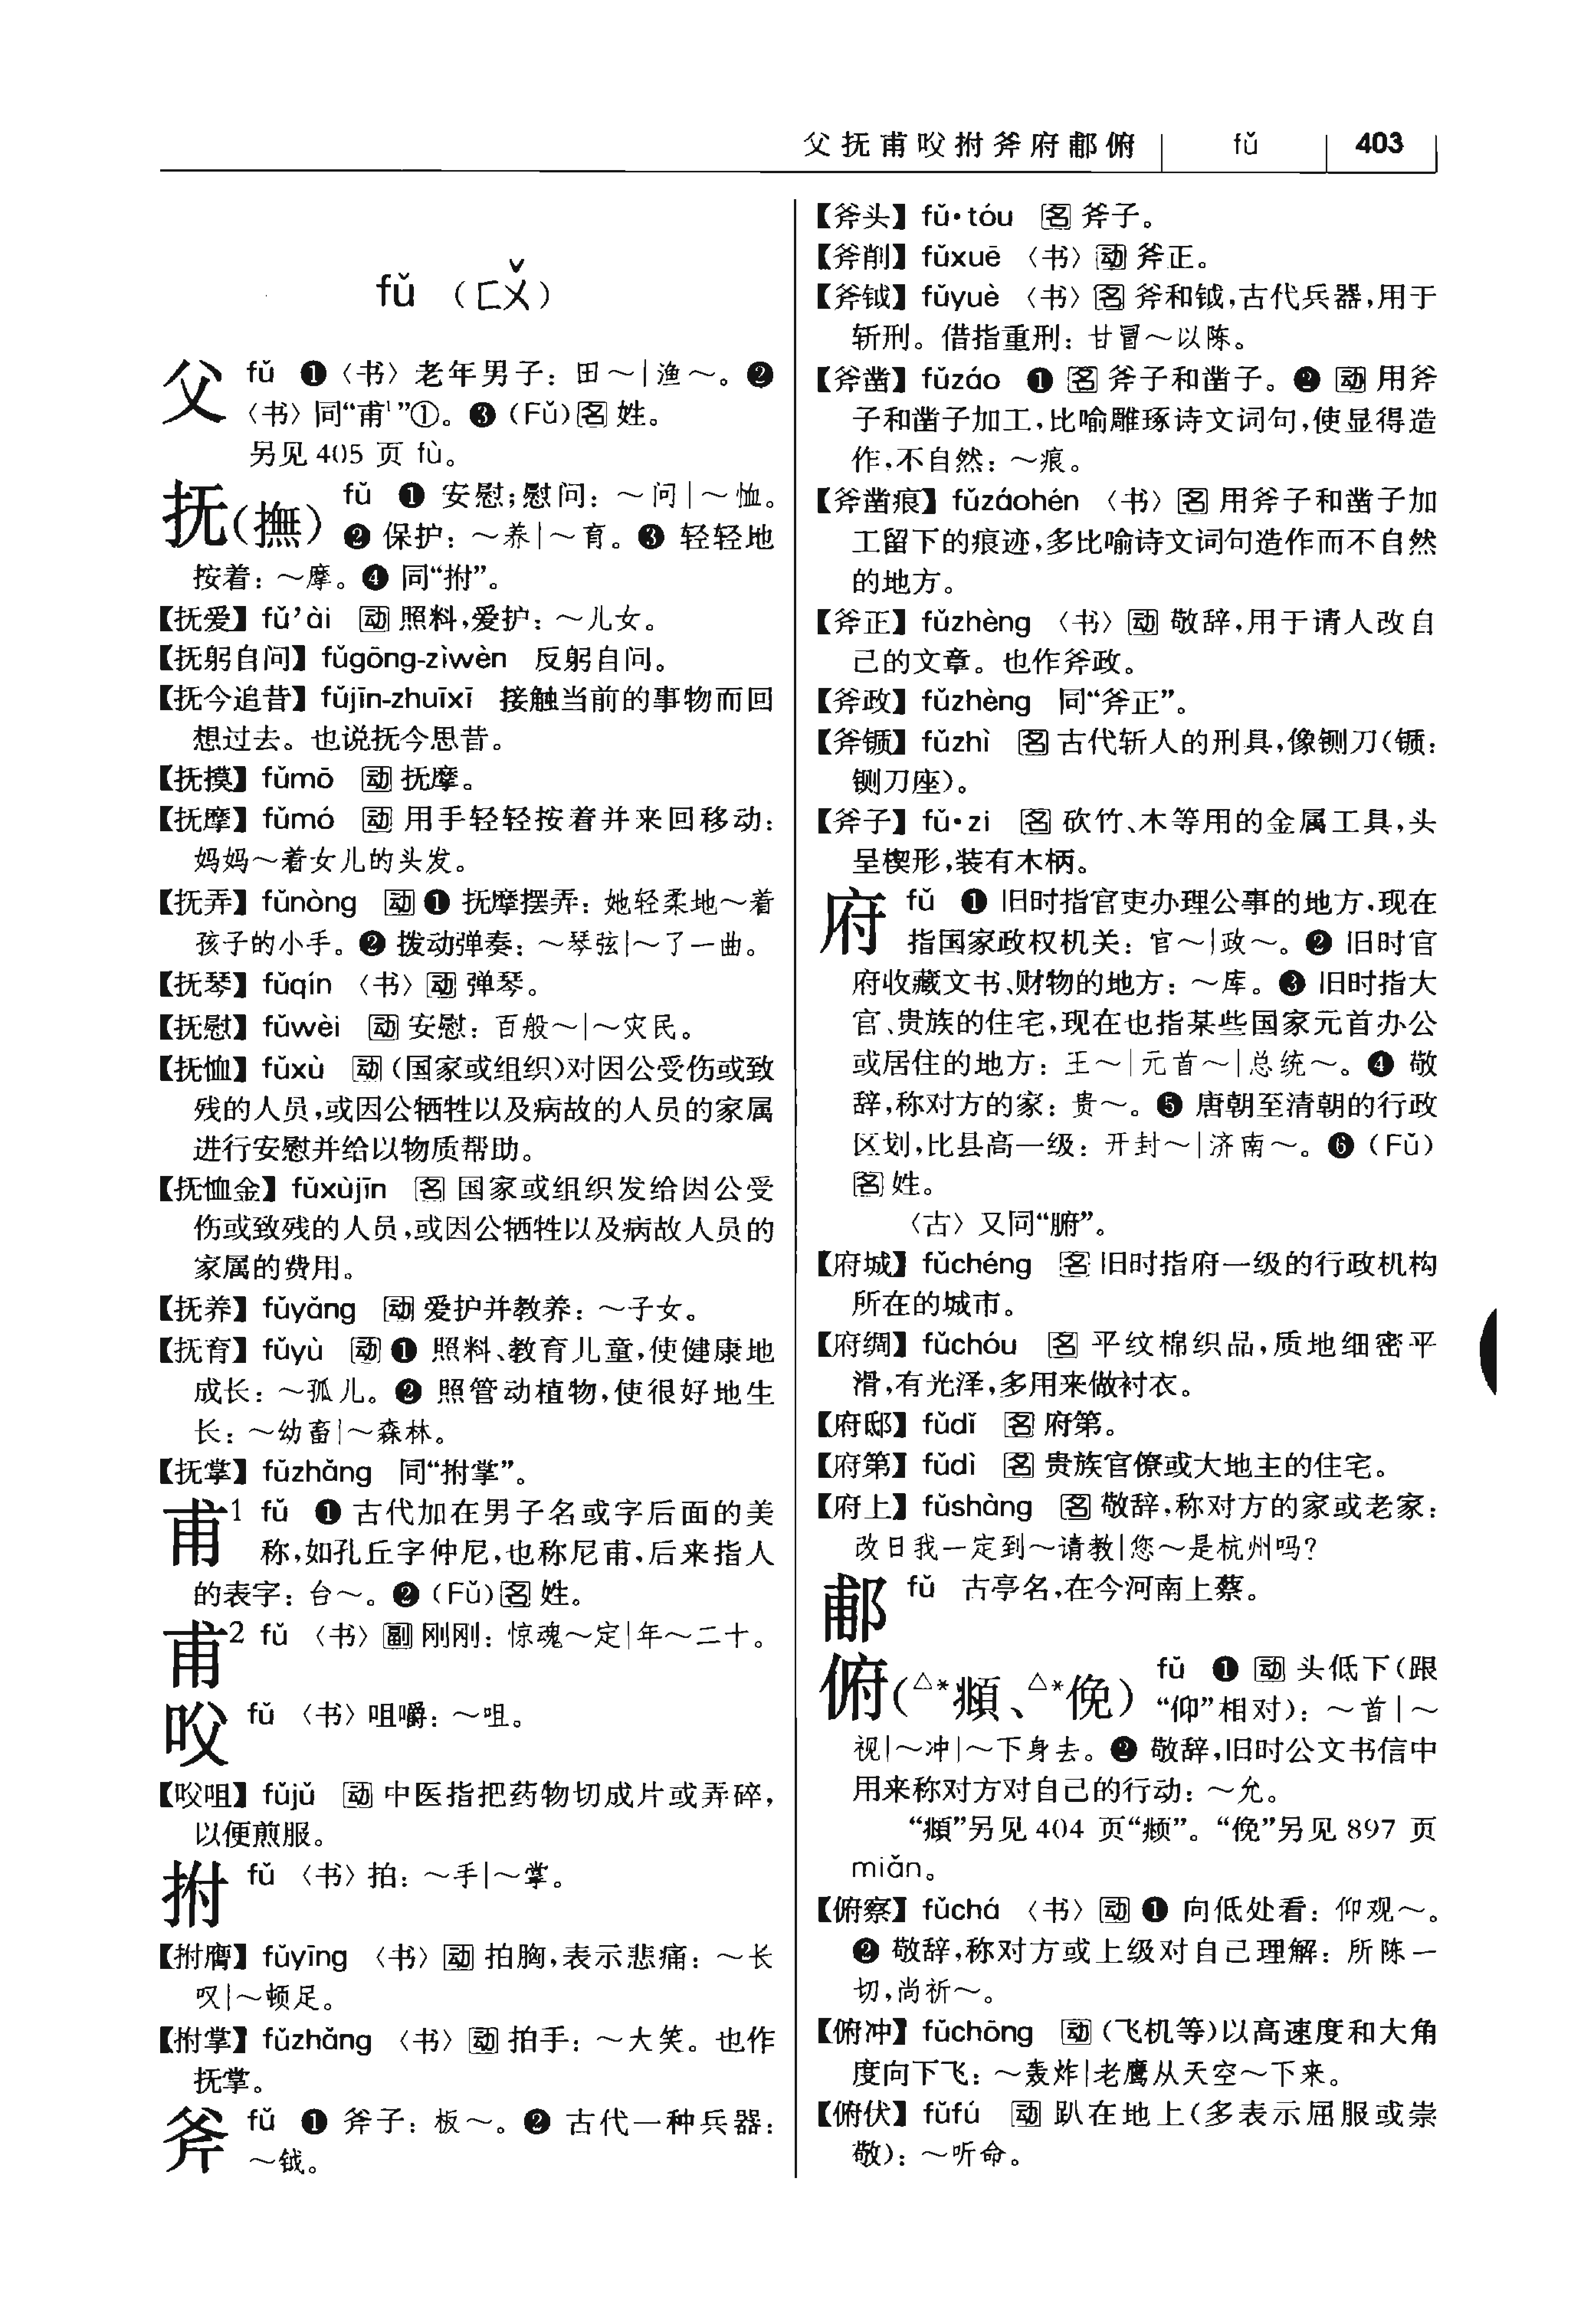 父抚甫㕮拊斧府郙俯 fǔ 403
fǔ (ㄈㄨˇ)
父 fǔ ❶〈书〉老年男子：田～|渔～。❷
〈书〉同“甫¹”①。❸(Fǔ)名 姓。
另见 405 页 fù。
抚(撫) fǔ ❶ 安慰;慰问：～问|～恤。
❷ 保护：～养|～育。❸ 轻轻地
按着：～摩。❹ 同“拊”。
【抚爱】fǔ’ài 动 照料,爱护：～儿女。
【抚躬自问】fǔgōng-zìwèn 反躬自问。
【抚今追昔】fǔjīn-zhuīxī 接触当前的事物而回
想过去。也说抚今思昔。
【抚摸】fǔmō 动 抚摩。
【抚摩】fǔmó 动 用手轻轻按着并来回移动：
妈妈～着女儿的头发。
【抚弄】fǔnòng 动 ❶ 抚摩摆弄：她轻柔地～着
孩子的小手。❷ 拨动弹奏：～琴弦|～了一曲。
【抚琴】fǔqín 〈书〉动 弹琴。
【抚慰】fǔwèi 动 安慰：百般～|～灾民。
【抚恤】fǔxù 动 (国家或组织)对因公受伤或致
残的人员,或因公牺牲以及病故的人员的家属
进行安慰并给以物质帮助。
【抚恤金】fǔxùjīn 名 国家或组织发给因公受
伤或致残的人员,或因公牺牲以及病故人员的
家属的费用。
【抚养】fǔyǎng 动 爱护并教养：～子女。
【抚育】fǔyù 动 ❶ 照料、教育儿童,使健康地
成长：～孤儿。❷ 照管动植物,使很好地生
长：～幼畜|～森林。
【抚掌】fǔzhǎng 同“拊掌”。
甫¹ fǔ ❶ 古代加在男子名或字后面的美
称,如孔丘字仲尼,也称尼甫,后来指人
的表字：台～。❷ (Fǔ)名 姓。
甫² fǔ 〈书〉副 刚刚：惊魂～定|年～二十。
㕮 fǔ 〈书〉咀嚼：～咀。
【㕮咀】fǔjǔ 动 中医指把药物切成片或弄碎,
以便煎服。
拊 fǔ 〈书〉拍：～手|～掌。
【拊膺】fǔyīng 〈书〉动 拍胸,表示悲痛：～长
叹|～顿足。
【拊掌】fǔzhǎng 〈书〉动 拍手：～大笑。也作
抚掌。
斧 fǔ ❶ 斧子：板～。❷ 古代一种兵器：
～钺。
【斧头】fǔ·tóu 名 斧子。
【斧削】fǔxuē 〈书〉动 斧正。
【斧钺】fǔyuè 〈书〉名 斧和钺,古代兵器,用于
斩刑。借指重刑：甘冒～以陈。
【斧凿】fǔzáo ❶ 名 斧子和凿子。❷ 动 用斧
子和凿子加工,比喻雕琢诗文词句,使显得造
作,不自然：～痕。
【斧凿痕】fǔzáohén 〈书〉名 用斧子和凿子加
工留下的痕迹,多比喻诗文词句造作而不自然
的地方。
【斧正】fǔzhèng 〈书〉动 敬辞,用于请人改自
己的文章。也作斧政。
【斧政】fǔzhèng 同“斧正”。
【斧锧】fǔzhì 名 古代斩人的刑具,像铡刀(锧：
铡刀座)。
【斧子】fǔ·zi 名 砍竹、木等用的金属工具,头
呈楔形,装有木柄。
府 fǔ ❶ 旧时指官吏办理公事的地方,现在
指国家政权机关：官～|政～。❷ 旧时官
府收藏文书、财物的地方：～库。❸ 旧时指大
官、贵族的住宅,现在也指某些国家元首办公
或居住的地方：王～|元首～|总统～。❹ 敬
辞,称对方的家：贵～。❺ 唐朝至清朝的行政
区划,比县高一级：开封～|济南～。❻ (Fǔ)
名 姓。
〈古〉又同“腑”。
【府城】fǔchéng 名 旧时指府一级的行政机构
所在的城市。
【府绸】fǔchóu 名 平纹棉织品,质地细密平
滑,有光泽,多用来做衬衣。
【府邸】fǔdǐ 名 府第。
【府第】fǔdì 名 贵族官僚或大地主的住宅。
【府上】fǔshàng 名 敬辞,称对方的家或老家：
改日我一定到～请教|您～是杭州吗?
郙 fǔ 古亭名,在今河南上蔡。
俯(△*頫、△*俛) fǔ ❶ 动 头低下(跟
“仰”相对)：～首|～
视|～冲|～下身去。❷ 敬辞,旧时公文书信中
用来称对方对自己的行动：～允。
“頫”另见 404 页“𫖯”。“俛”另见 897 页
miǎn。
【俯察】fǔchá 〈书〉动 ❶ 向低处看：仰观～。
❷ 敬辞,称对方或上级对自己理解：所陈一
切,尚祈～。
【俯冲】fǔchōng 动 (飞机等)以高速度和大角
度向下飞：～轰炸|老鹰从天空～下来。
【俯伏】fǔfú 动 趴在地上(多表示屈服或崇
敬)：～听命。